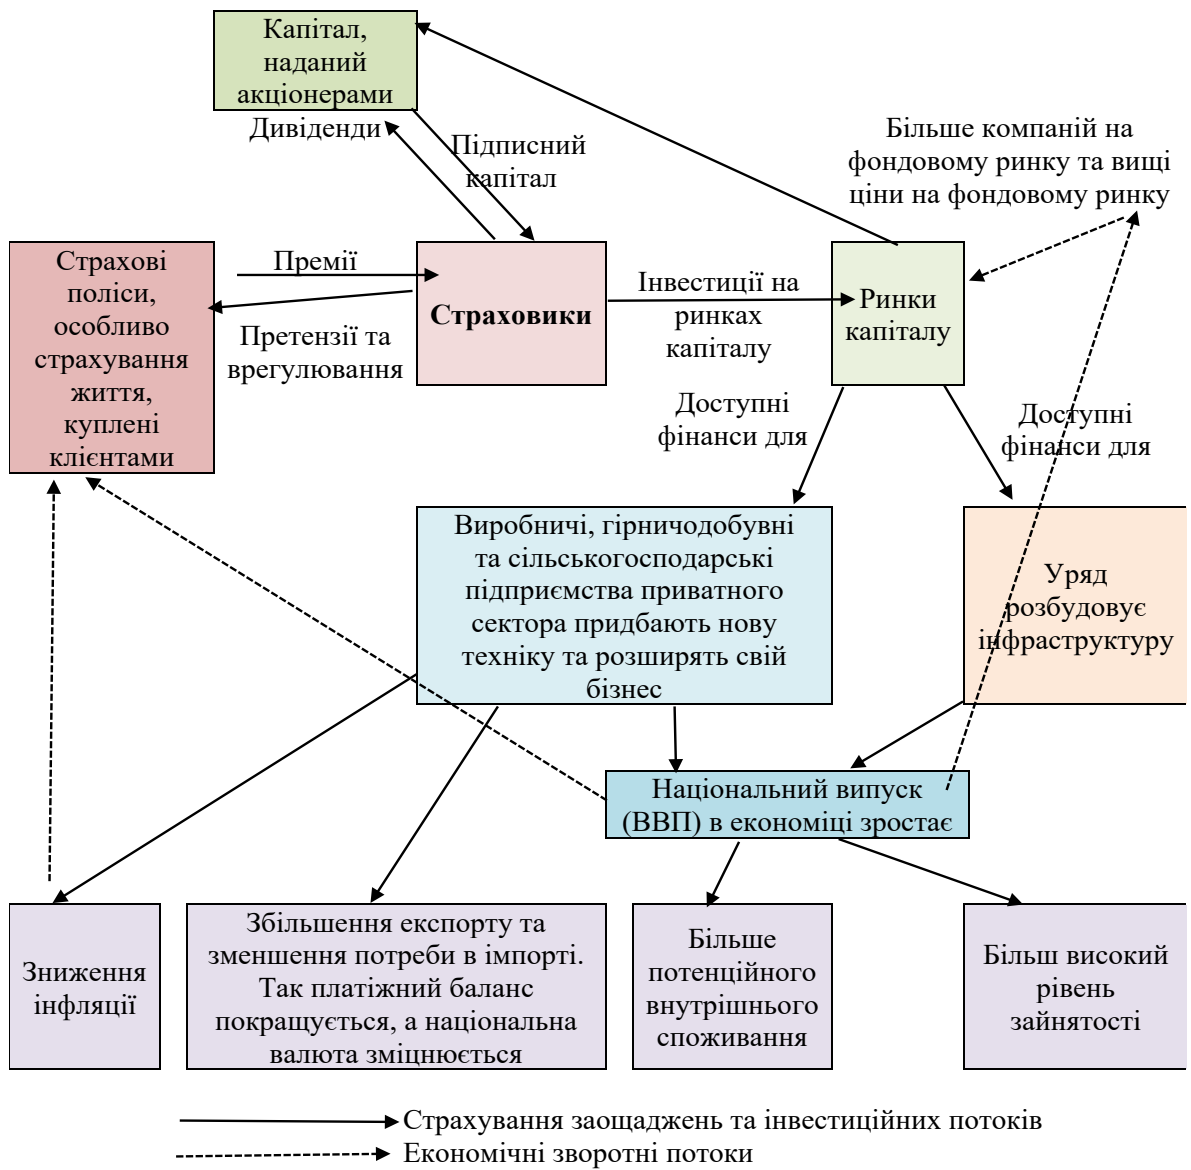 Капітал,
наданий
акціонерами
Дивіденди
Підписний
капітал
Більше компаній на
фондовому ринку та вищі
ціни на фондовому ринку
Страхові
поліси,
особливо
страхування
життя,
куплені
клієнтами
Премії
Претензії та
врегулювання
Страховики
Інвестиції на
ринках
капіталу
Ринки
капіталу
Доступні
фінанси для
Доступні
фінанси для
Виробничі, гірничодобувні
та сільськогосподарські
підприємства приватного
сектора придбають нову
техніку та розширять свій
бізнес
Уряд
розбудовує
інфраструктуру
Національний випуск
(ВВП) в економіці зростає
Зниження
інфляції
Збільшення експорту та
зменшення потреби в імпорті.
Так платіжний баланс
покращується, а національна
валюта зміцнюється
Більше
потенційного
внутрішнього
споживання
Більш високий
рівень
зайнятості
Страхування заощаджень та інвестиційних потоків
Економічні зворотні потоки